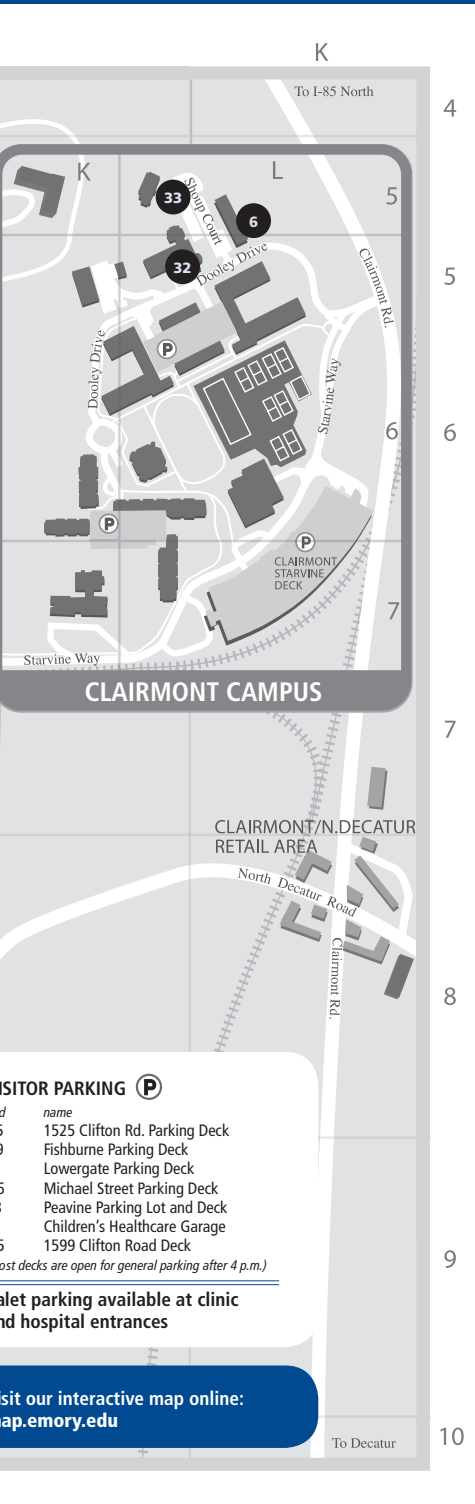 K
To I-85 North
4
K
L
5
33
6
Shoup Court
32
Dooley Drive
Clairmont Rd.
5
P
Dooley Drive
Starvine Way
6
6
P
P
CLAIRMONT
STARVINE
DECK
7
Starvine Way
CLAIRMONT CAMPUS
7
CLAIRMONT/N.DECATUR
RETAIL AREA
North Decatur Road
Clairmont Rd.
8
ISITOR PARKING P
d name
5 1525 Clifton Rd. Parking Deck
9 Fishburne Parking Deck
Lowergate Parking Deck
5 Michael Street Parking Deck
Peavine Parking Lot and Deck
Children's Healthcare Garage
5 1599 Clifton Road Deck
ost decks are open for general parking after 4 p.m.)
9
alet parking available at clinic
nd hospital entrances
isit our interactive map online:
map.emory.edu
To Decatur
10